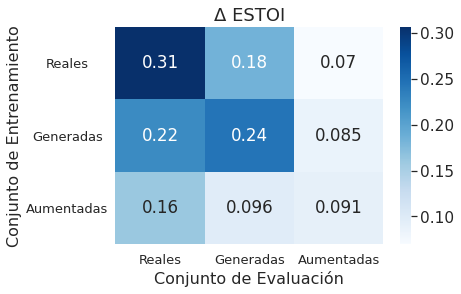 Δ ESTOI
Conjunto de Entrenamiento
Reales 0.31 0.18 0.07
Generadas 0.22 0.24 0.085
Aumentadas 0.16 0.096 0.091
Reales Generadas Aumentadas
Conjunto de Evaluación
0.30
0.25
0.20
0.15
0.10